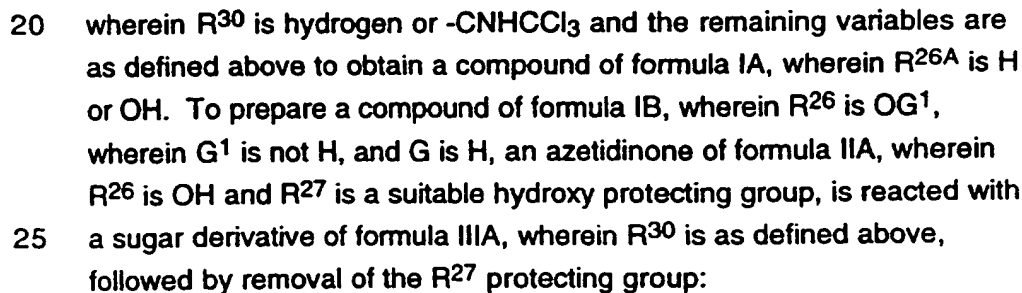 20 wherein R30 is hydrogen or -CNHCCl3 and the remaining variables are
as defined above to obtain a compound of formula IA, wherein R26A is H
or OH. To prepare a compound of formula IB, wherein R26 is OG1,
wherein G1 is not H, and G is H, an azetidinone of formula IIA, wherein
R26 is OH and R27 is a suitable hydroxy protecting group, is reacted with
25 a sugar derivative of formula IIIA, wherein R30 is as defined above,
followed by removal of the R27 protecting group: